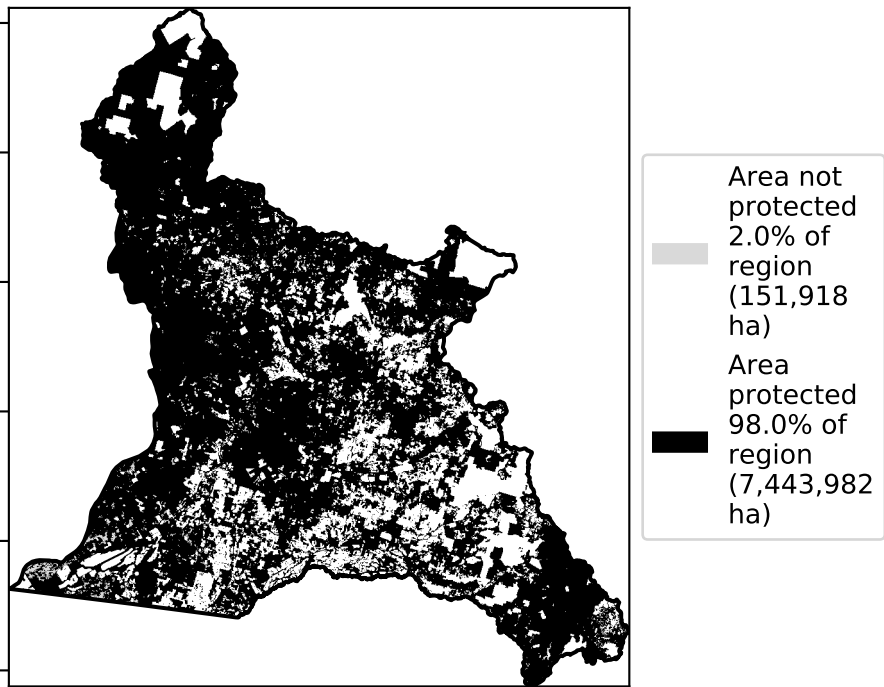 Area not
protected
2.0% of
region
(151,918
ha)
Area
protected
98.0% of
region
(7,443,982
ha)